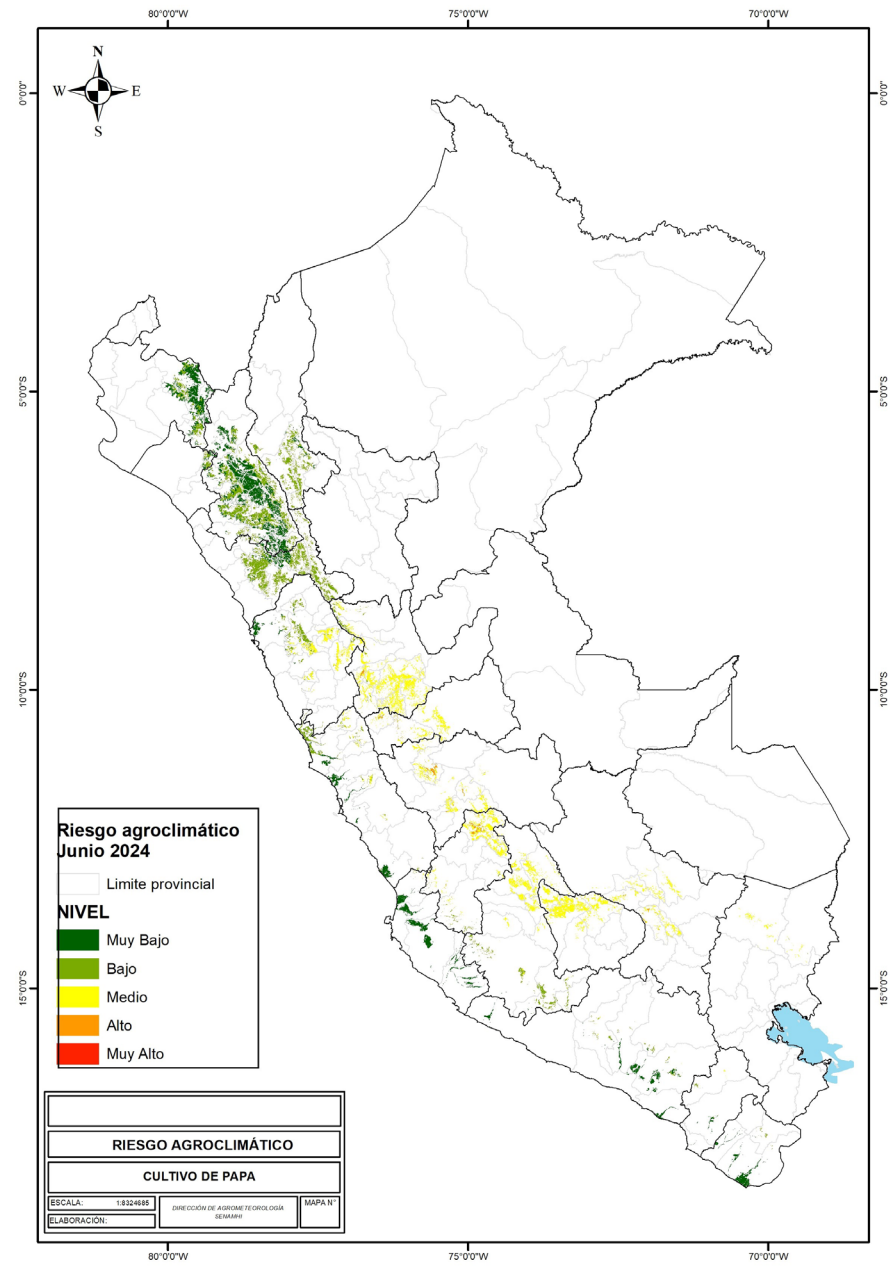 80°0'0"W 75°0'0"W 70°0'0"W
N
W E
S
0°0'0" 0°0'0"
5°0'0"S 5°0'0"S
10°0'0"S 10°0'0"S
15°0'0"S 15°0'0"S
Riesgo agroclimático
Junio 2024
Limite provincial
NIVEL
Muy Bajo
Bajo
Medio
Alto
Muy Alto
RIESGO AGROCLIMÁTICO
CULTIVO DE PAPA
ESCALA: 1:8324685
ELABORACIÓN:
DIRECCIÓN DE AGROMETEOROLOGÍA
SENAMHI
MAPA N°
80°0'0"W 75°0'0"W 70°0'0"W